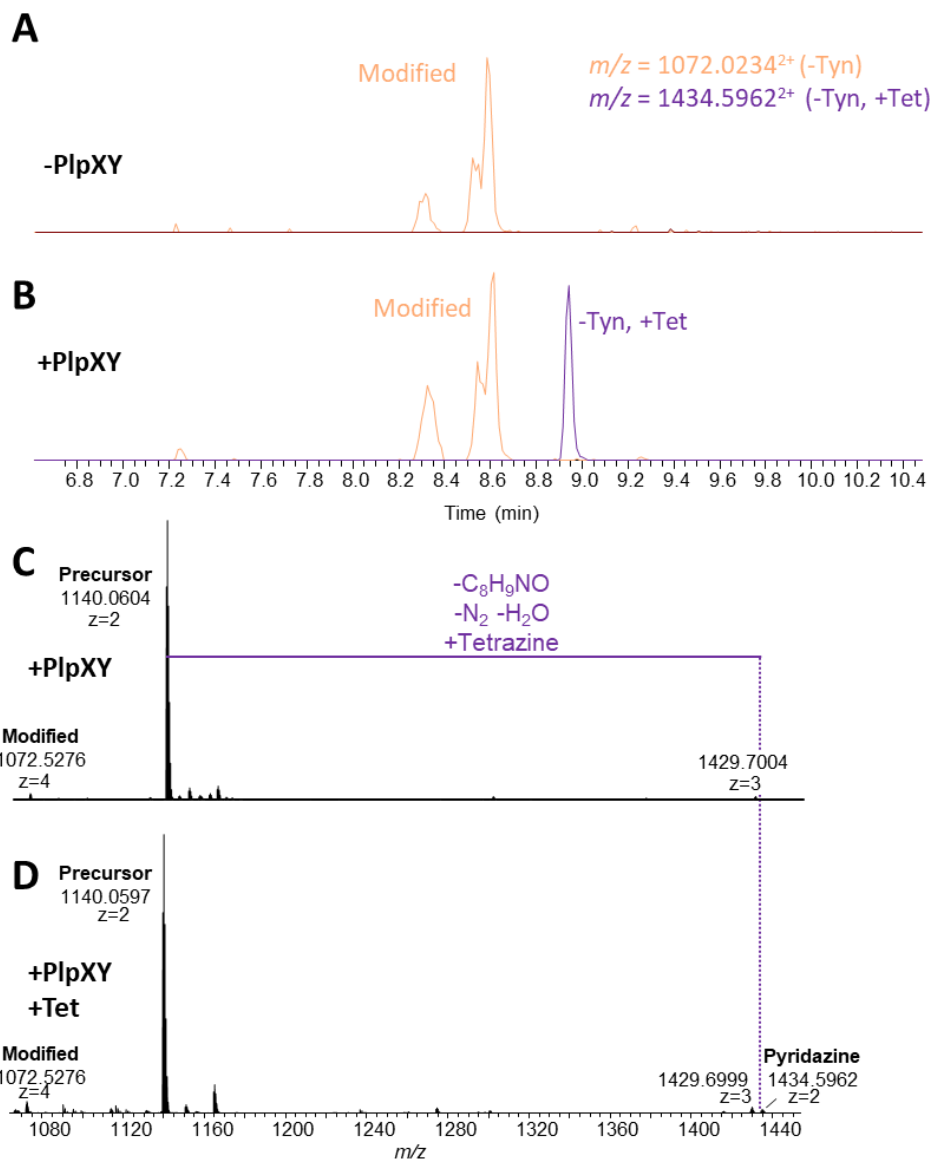 A
Modified
m/z = 1072.0234²⁺ (-Tyn)
m/z = 1434.5962²⁺ (-Tyn, +Tet)
-PlpXY
B
Modified
-Tyn, +Tet
+PlpXY
6.8 7.0 7.2 7.4 7.6 7.8 8.0 8.2 8.4 8.6 8.8 9.0 9.2 9.4 9.6 9.8 10.0 10.2 10.4
Time (min)
C
Precursor
1140.0604
z=2
-C₈H₉NO
-N₂ -H₂O
+Tetrazine
+PlpXY
Modified
1072.5276
z=4
1429.7004
z=3
D
Precursor
1140.0597
z=2
+PlpXY
+Tet
Modified
1072.5276
z=4
1429.6999
z=3
Pyridazine
1434.5962
z=2
1080 1120 1160 1200 1240 1280 1320 1360 1400 1440
m/z